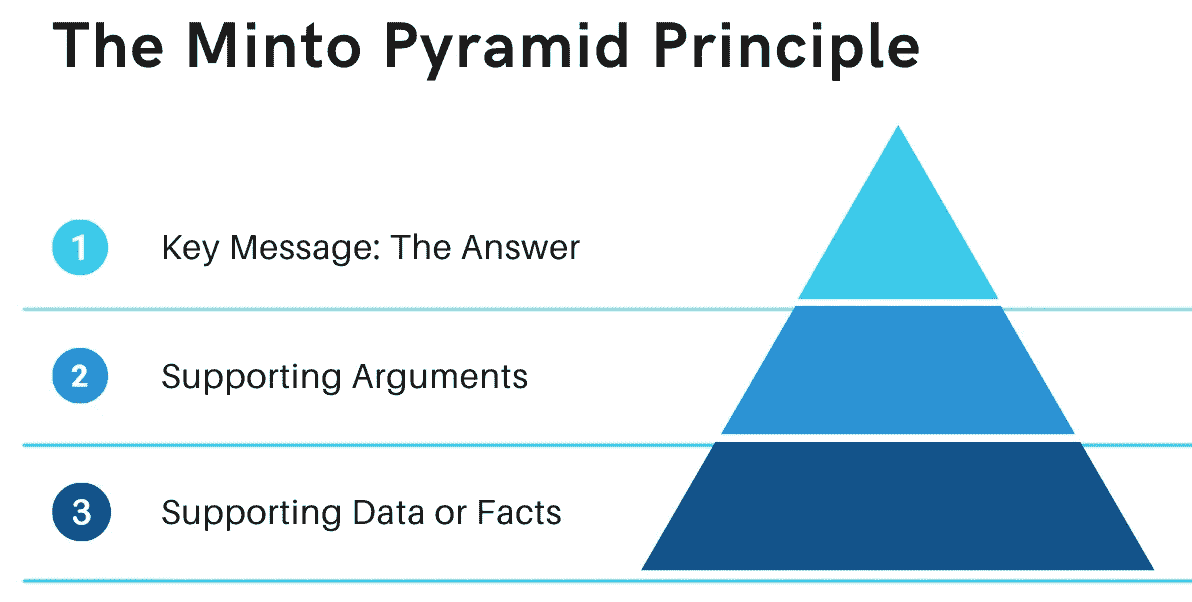 The Minto Pyramid Principle
1 Key Message: The Answer
2 Supporting Arguments
3 Supporting Data or Facts